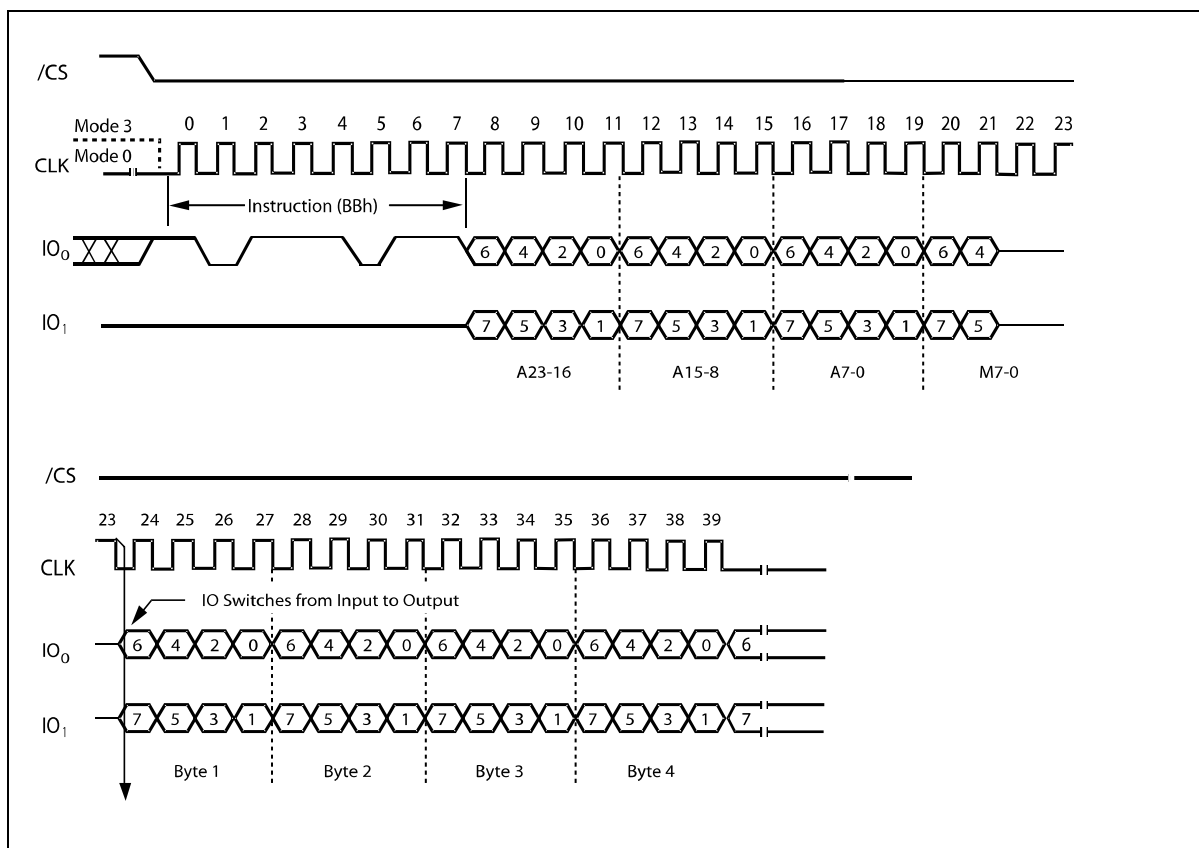 /CS
Mode 3
0 1 2 3 4 5 6 7 8 9 10 11 12 13 14 15 16 17 18 19 20 21 22 23
Mode 0
CLK
Instruction (BBh)
IO0 6 4 2 0 6 4 2 0 6 4 2 0 6 4
IO1 7 5 3 1 7 5 3 1 7 5 3 1 7 5
A23-16 A15-8 A7-0 M7-0
/CS
23 24 25 26 27 28 29 30 31 32 33 34 35 36 37 38 39
CLK
IO Switches from Input to Output
IO0 6 4 2 0 6 4 2 0 6 4 2 0 6 4 2 0 6
IO1 7 5 3 1 7 5 3 1 7 5 3 1 7 5 3 1 7
Byte 1 Byte 2 Byte 3 Byte 4